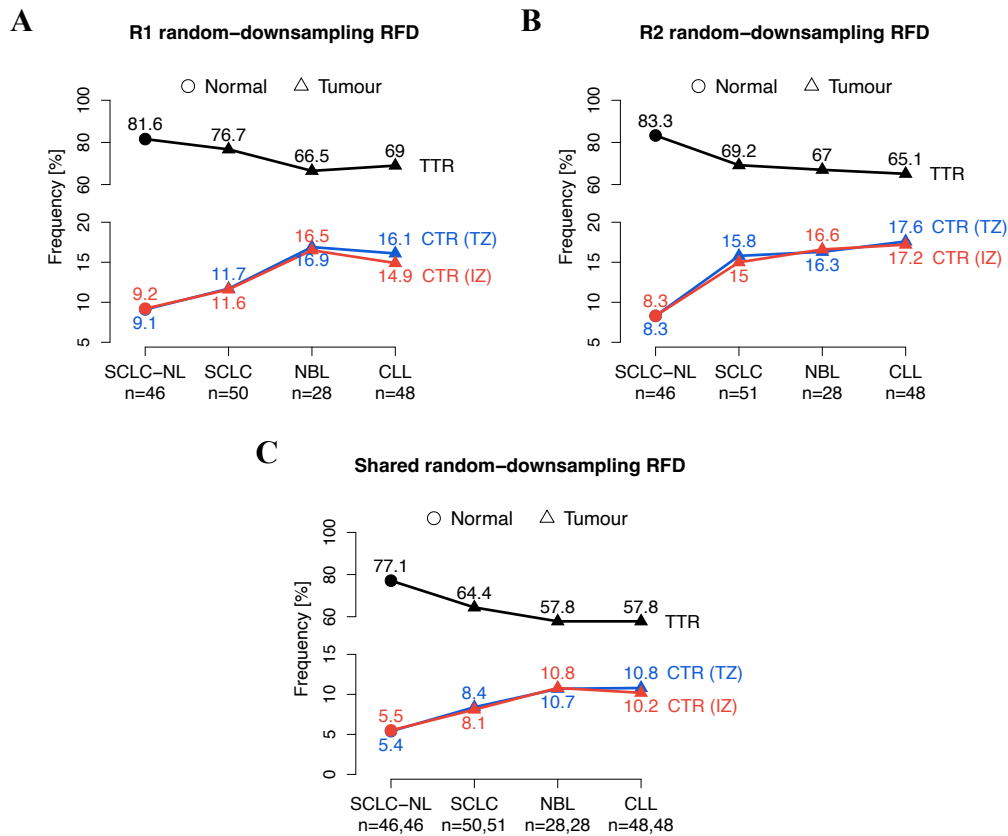 A
R1 random−downsampling RFD
Normal Tumour
Frequency [%]
100
80
60
20
15
10
5
81.6
76.7
66.5
69
TTR
9.2
9.1
11.7
11.6
16.5
16.9
16.1
14.9
CTR (TZ)
CTR (IZ)
SCLC−NL SCLC NBL CLL
n=46 n=50 n=28 n=48
B
R2 random−downsampling RFD
Normal Tumour
Frequency [%]
100
80
60
20
15
10
5
83.3
69.2
67
65.1
TTR
8.3
8.3
15.8
15
16.6
16.3
17.6
17.2
CTR (TZ)
CTR (IZ)
SCLC−NL SCLC NBL CLL
n=46 n=51 n=28 n=48
C
Shared random−downsampling RFD
Normal Tumour
Frequency [%]
100
80
60
15
10
5
0
77.1
64.4
57.8
57.8
TTR
5.5
5.4
8.4
8.1
10.8
10.7
10.8
10.2
CTR (TZ)
CTR (IZ)
SCLC−NL SCLC NBL CLL
n=46,46 n=50,51 n=28,28 n=48,48